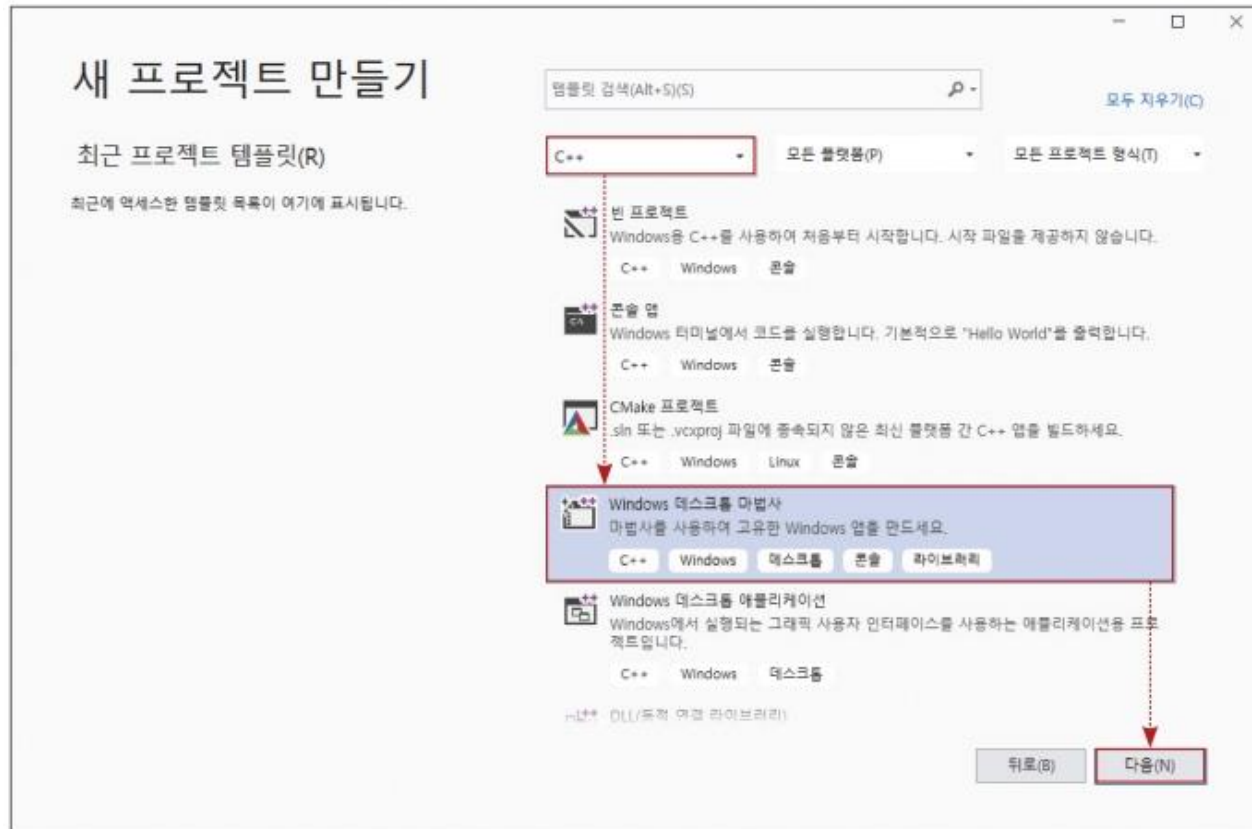 새 프로젝트 만들기
템플릿 검색(Alt+S)(S)
모두 지우기(C)
최근 프로젝트 템플릿(R)
C++
모든 플랫폼(P)
모든 프로젝트 형식(T)
최근에 액세스한 템플릿 목록이 여기에 표시됩니다.
빈 프로젝트
Windows용 C++를 사용하여 처음부터 시작합니다. 시작 파일을 제공하지 않습니다.
C++ Windows 콘솔
콘솔 앱
Windows 터미널에서 코드를 실행합니다. 기본적으로 "Hello World"를 출력합니다.
C++ Windows 콘솔
CMake 프로젝트
.sln 또는 .vcxproj 파일에 종속되지 않은 최신 플랫폼 간 C++ 앱을 빌드하세요.
C++ Windows Linux 콘솔
Windows 데스크톱 마법사
마법사를 사용하여 고유한 Windows 앱을 만드세요.
C++ Windows 데스크톱 콘솔 라이브러리
Windows 데스크톱 애플리케이션
Windows에서 실행되는 그래픽 사용자 인터페이스를 사용하는 애플리케이션용 프로
젝트입니다.
C++ Windows 데스크톱
DLL(동적 연결 라이브러리)
뒤로(B)
다음(N)